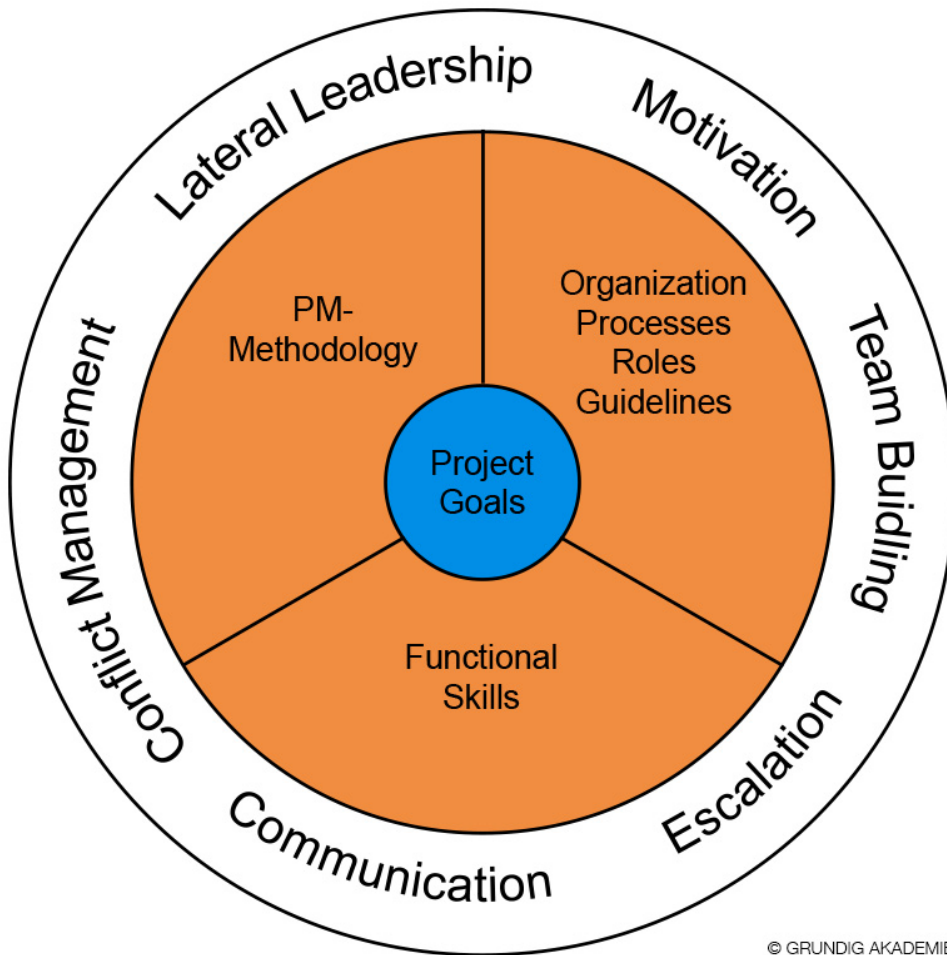 Lateral Leadership
Motivation
Team Buidling
Escalation
Communication
Conflict Management
PM-
Methodology
Organization
Processes
Roles
Guidelines
Project
Goals
Functional
Skills
© GRUNDIG AKADEMIE